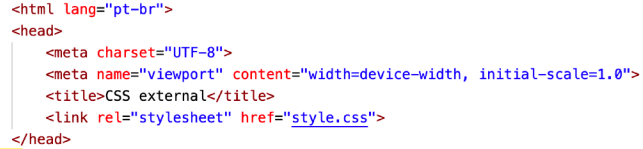 <html lang="pt-br">
<head>
    <meta charset="UTF-8">
    <meta name="viewport" content="width=device-width, initial-scale=1.0">
    <title>CSS external</title>
    <link rel="stylesheet" href="style.css">
</head>